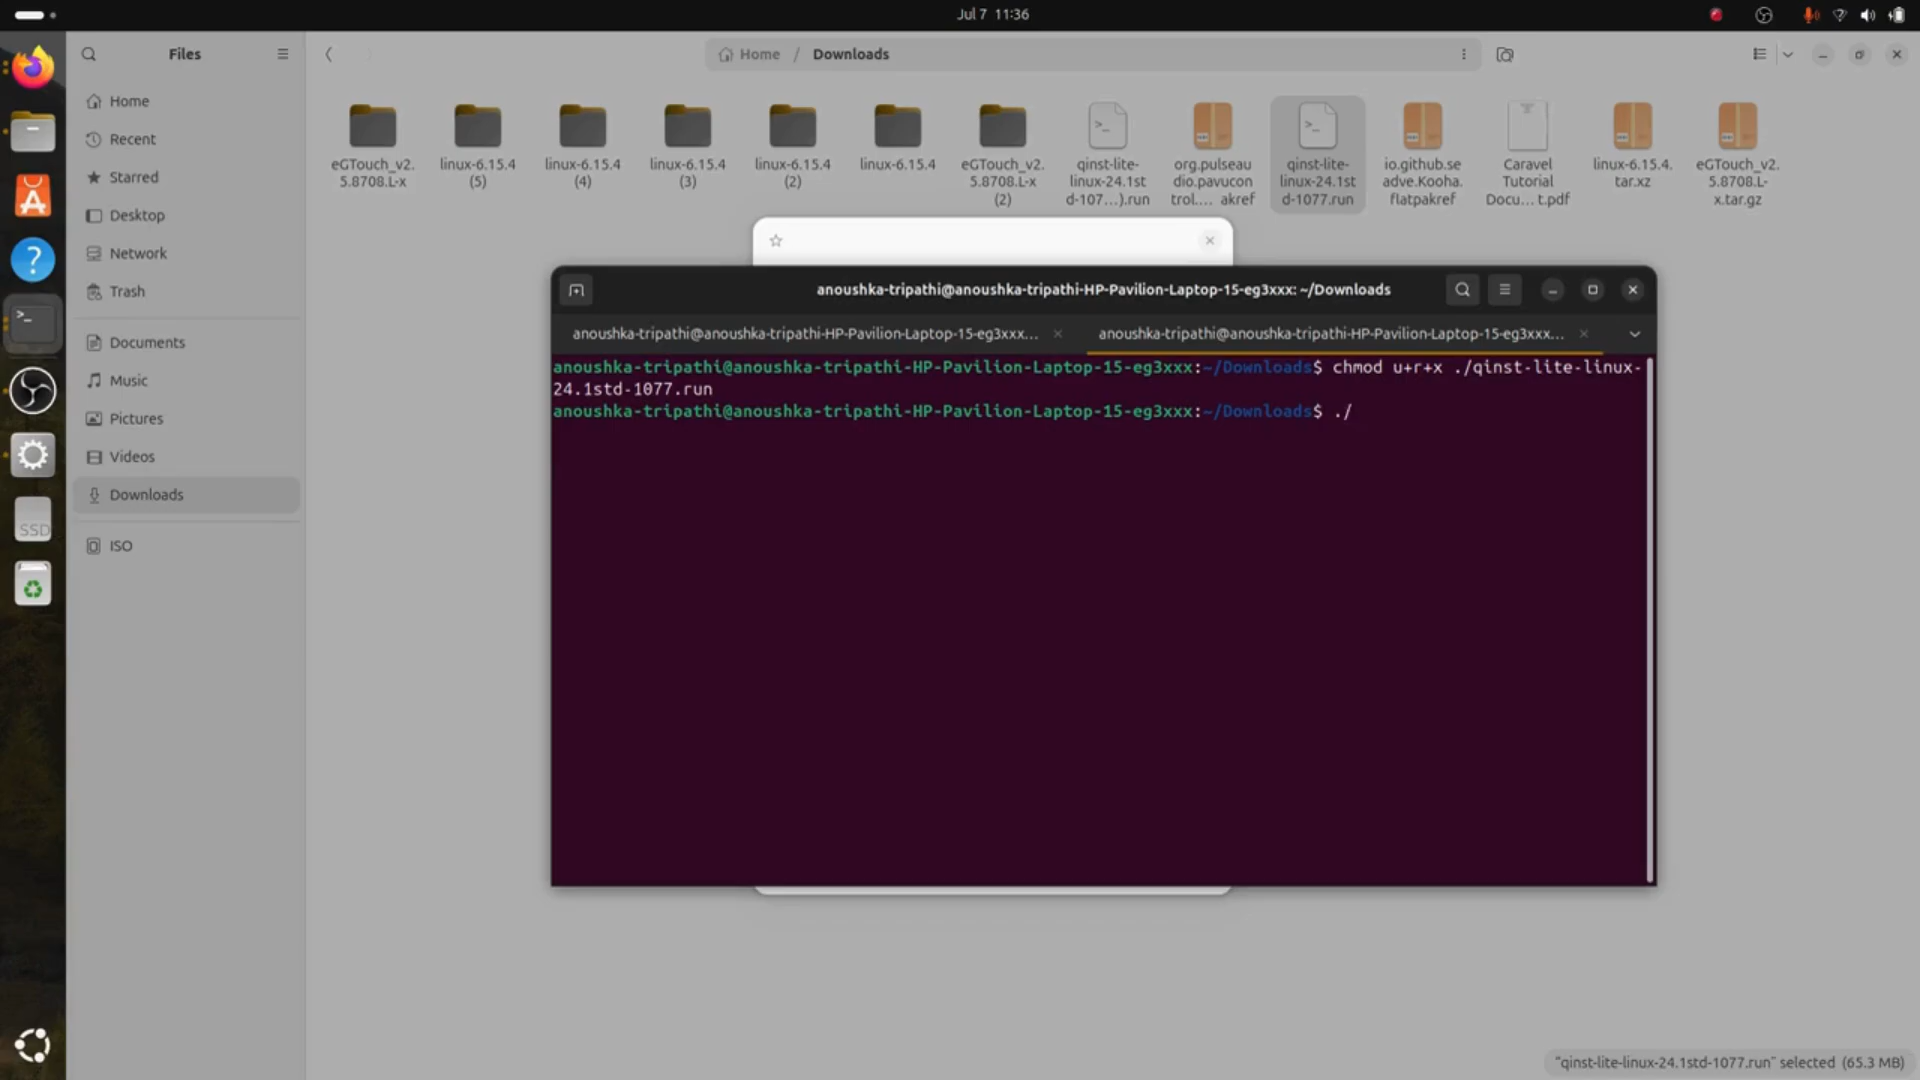 Jul 7 11:36
Files
Home / Downloads
Home
Recent
Starred
Desktop
Network
Trash
Documents
Music
Pictures
Videos
Downloads
ISO
eGTouch_v2.
5.8708.L-x
linux-6.15.4
(5)
linux-6.15.4
(4)
linux-6.15.4
(3)
linux-6.15.4
(2)
linux-6.15.4
eGTouch_v2.
5.8708.L-x
(2)
qinst-lite-
linux-24.1st
d-107...).run
org.pulseau
dio.pavucon
trol.... akref
qinst-lite-
linux-24.1st
d-1077.run
io.github.se
adve.Kooha.
flatpakref
Caravel
Tutorial
Docu... t.pdf
linux-6.15.4.
tar.xz
eGTouch_v2.
5.8708.L-
x.tar.gz
anoushka-tripathi@anoushka-tripathi-HP-Pavilion-Laptop-15-eg3xxx: ~/Downloads
anoushka-tripathi@anoushka-tripathi-HP-Pavilion-Laptop-15-eg3xxx...
anoushka-tripathi@anoushka-tripathi-HP-Pavilion-Laptop-15-eg3xxx...
anoushka-tripathi@anoushka-tripathi-HP-Pavilion-Laptop-15-eg3xxx:~/Downloads$ chmod u+r+x ./qinst-lite-linux-
24.1std-1077.run
anoushka-tripathi@anoushka-tripathi-HP-Pavilion-Laptop-15-eg3xxx:~/Downloads$ ./
SSD
"qinst-lite-linux-24.1std-1077.run" selected (65.3 MB)